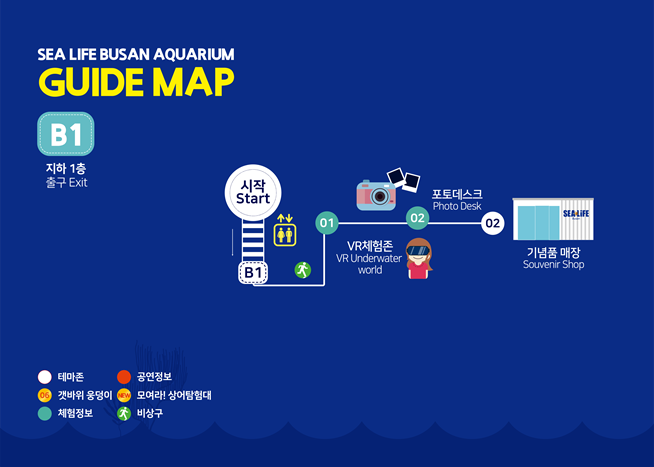 SEA LIFE BUSAN AQUARIUM
GUIDE MAP
B1
지하 1층
출구 Exit
시작
Start
B1
01
VR체험존
VR Underwater
world
02
포토데스크
Photo Desk
02
SEA LIFE
기념품 매장
Souvenir Shop
테마존
공연정보
06
갯바위 웅덩이
NEW
모여라! 상어탐험대
체험정보
비상구